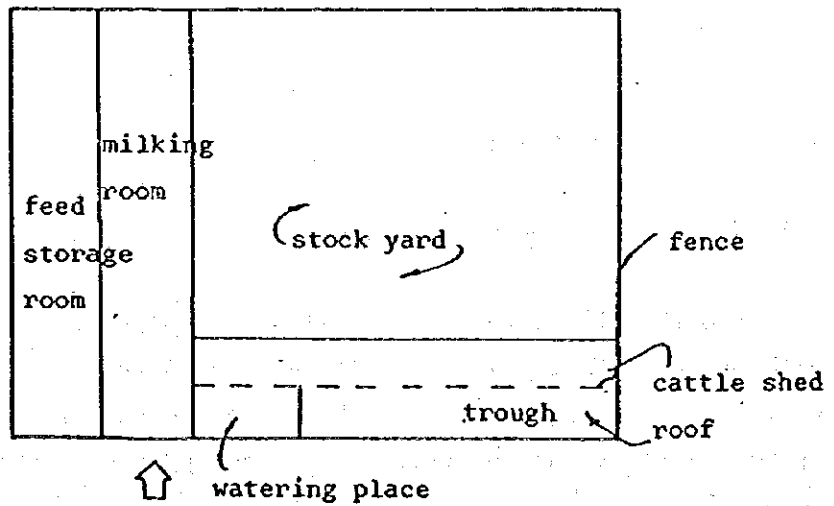 milking
room
feed
storage
room
stock yard
fence
cattle shed
trough
roof
watering place